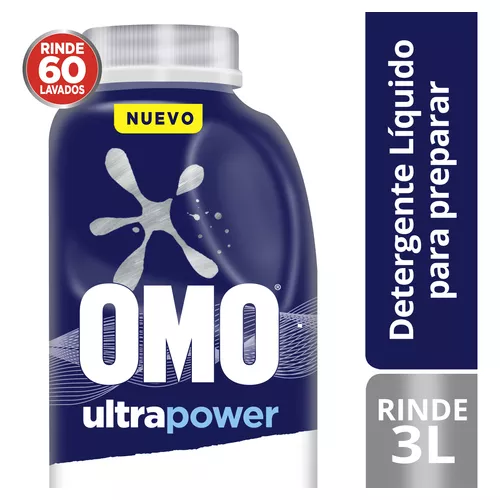 RINDE
60
LAVADOS
NUEVO
OMO®
ultrapower
Detergente Líquido
para preparar
RINDE
3L